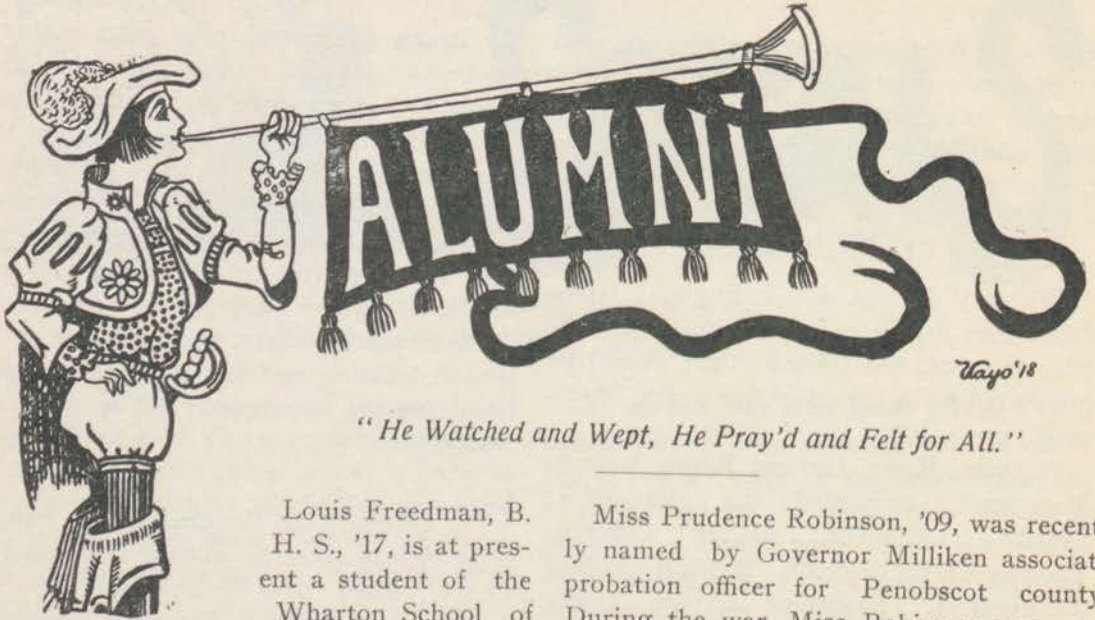 ALUMNI
Kayo '18
"He Watched and Wept, He Pray'd and Felt for All."
Louis Freedman, B.
H. S., '17, is at pres-
ent a student of the
Wharton School of
Miss Prudence Robinson, '09, was recent
ly named by Governor Milliken associat
probation officer for Penobscot county
During the war, Miss Robinson